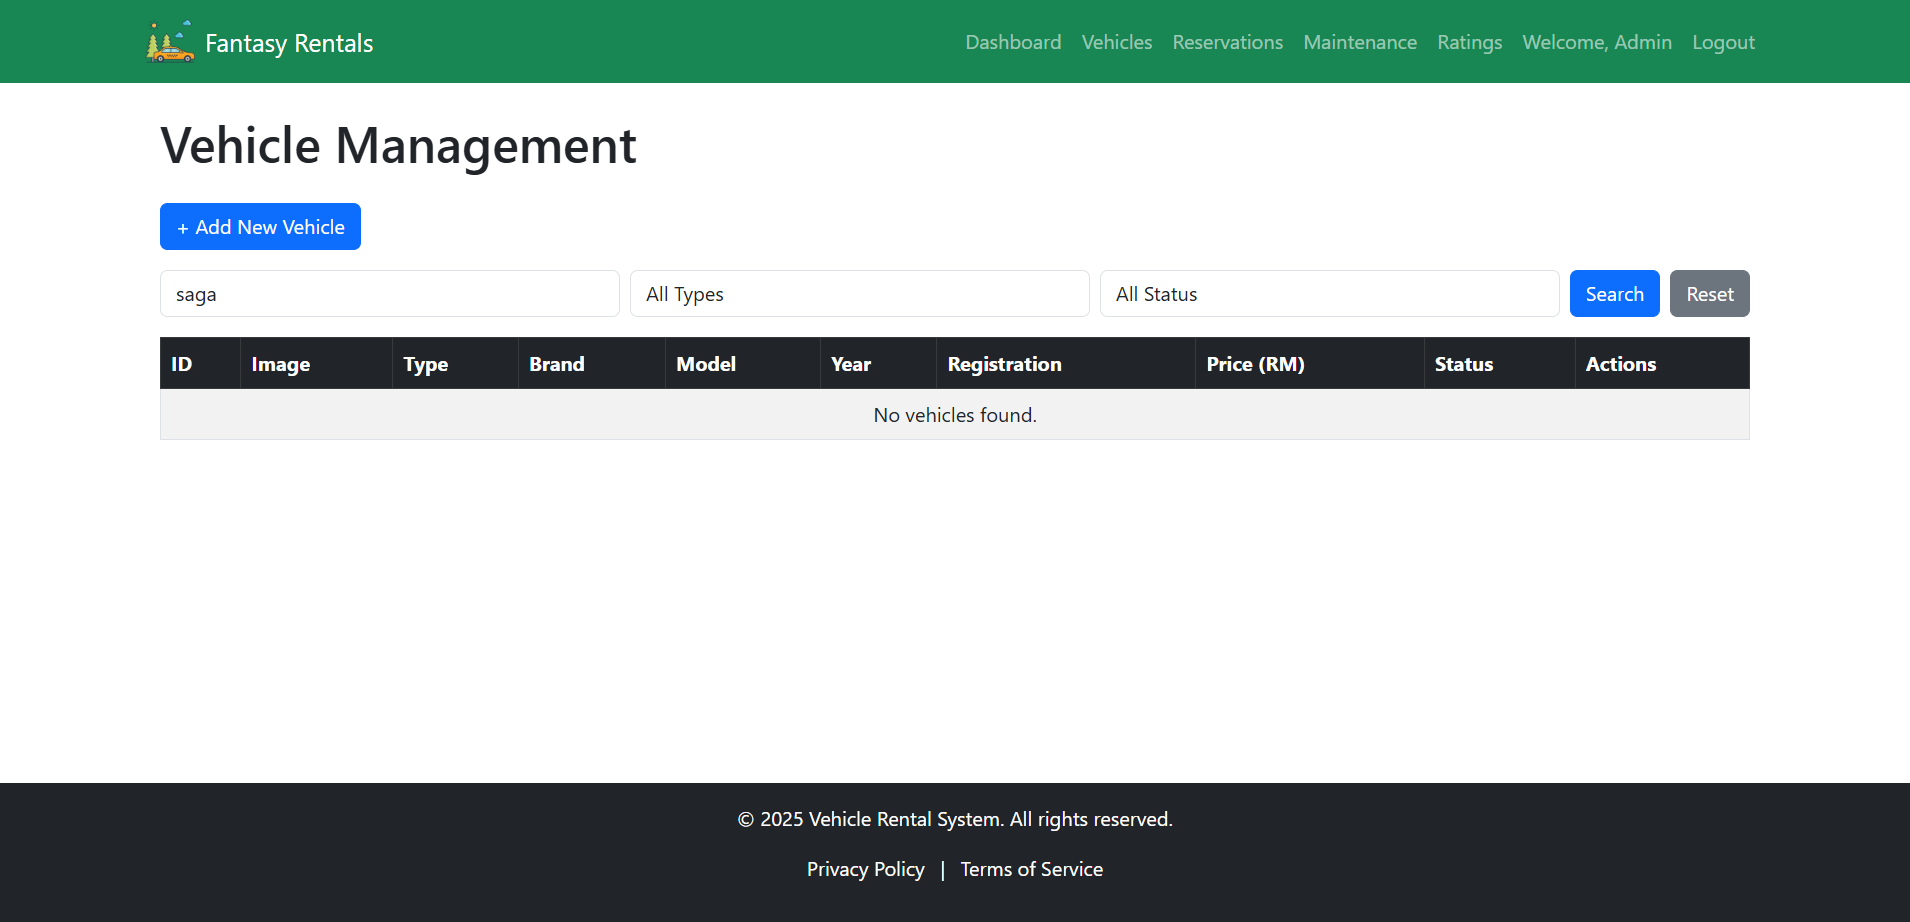 Fantasy Rentals Dashboard Vehicles Reservations Maintenance Ratings Welcome, Admin Logout
Vehicle Management
+ Add New Vehicle
saga All Types All Status Search Reset
ID Image Type Brand Model Year Registration Price (RM) Status Actions
No vehicles found.
© 2025 Vehicle Rental System. All rights reserved.
Privacy Policy | Terms of Service